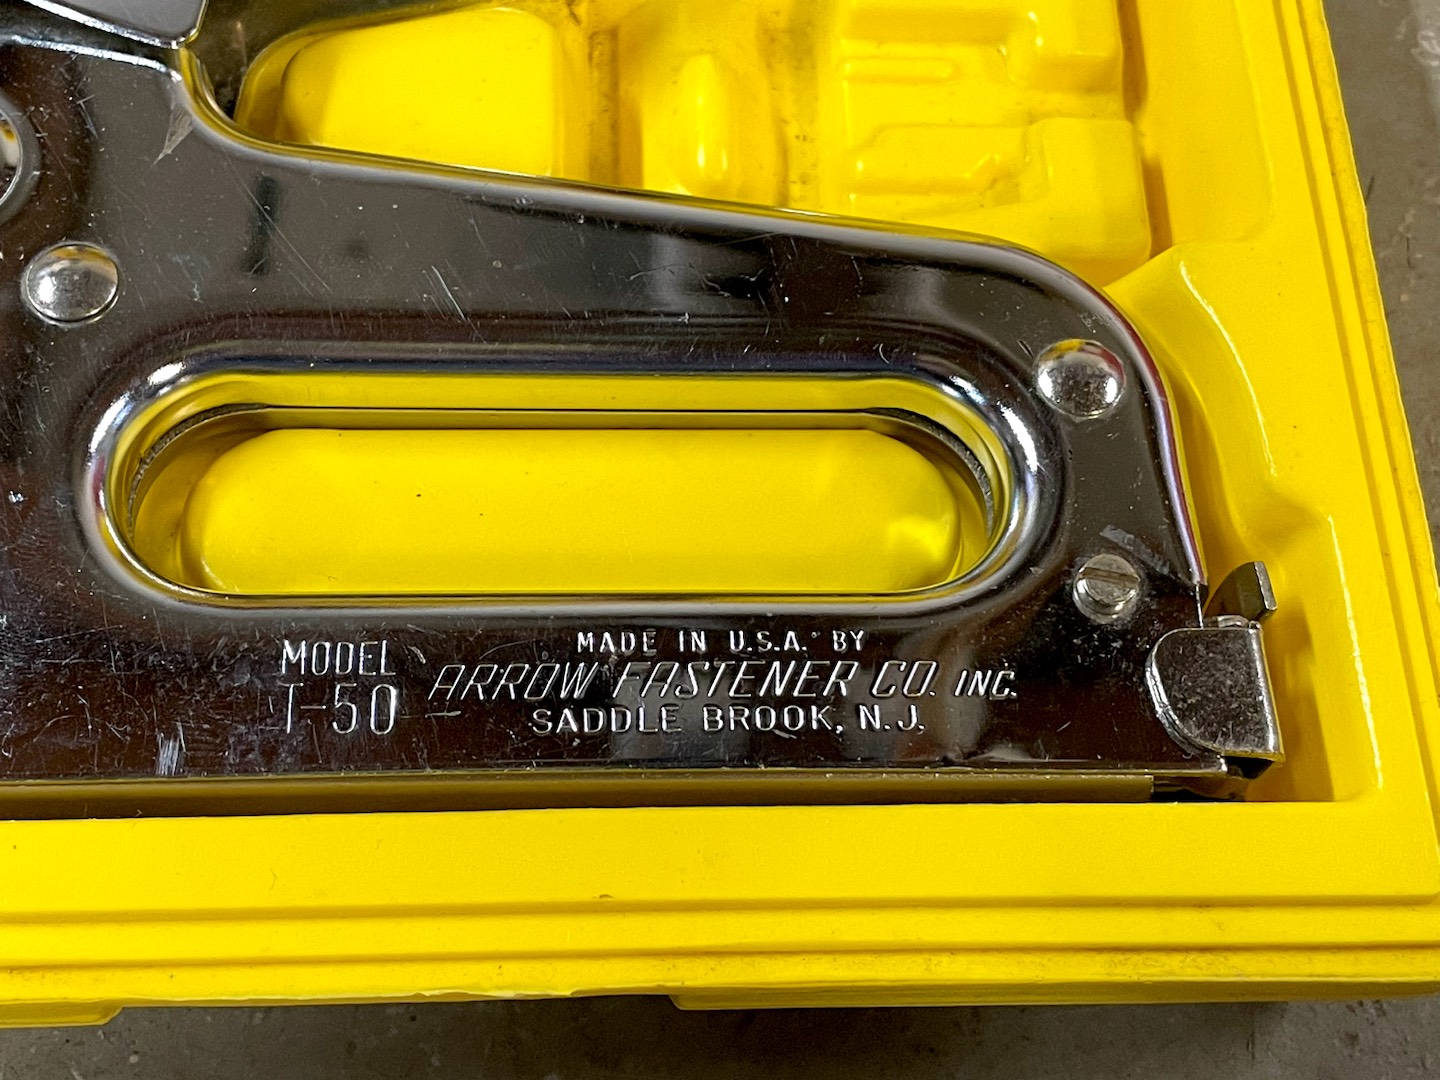 MODEL
T-50
MADE IN U.S.A. BY
ARROW FASTENER CO. INC.
SADDLE BROOK, N.J.